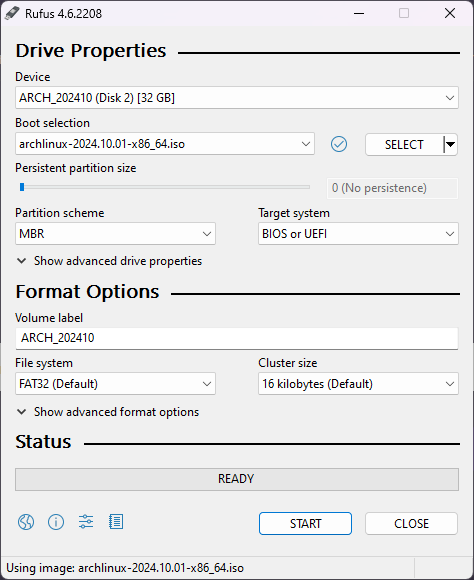 Rufus 4.6.2208
Drive Properties
Device
ARCH_202410 (Disk 2) [32 GB]
Boot selection
archlinux-2024.10.01-x86_64.iso
SELECT
Persistent partition size
0 (No persistence)
Partition scheme
Target system
MBR
BIOS or UEFI
Show advanced drive properties
Format Options
Volume label
ARCH_202410
File system
Cluster size
FAT32 (Default)
16 kilobytes (Default)
Show advanced format options
Status
READY
START
CLOSE
Using image: archlinux-2024.10.01-x86_64.iso